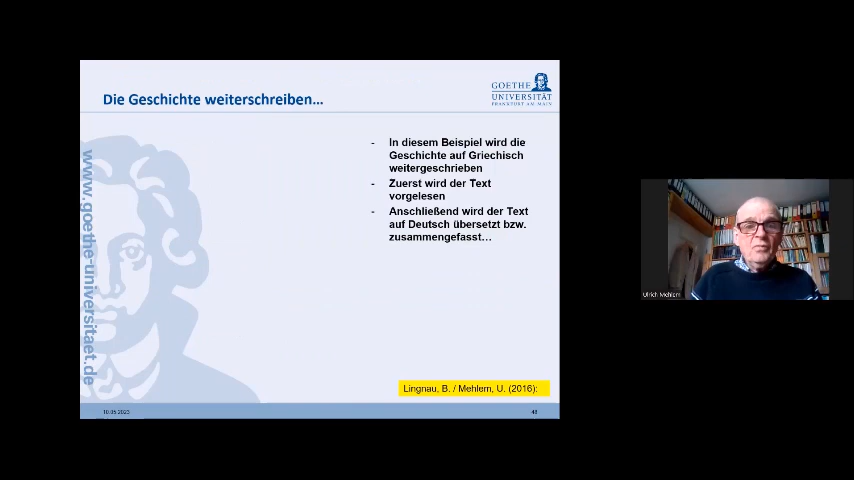 Die Geschichte weiterschreiben...
GOETHE
UNIVERSITÄT
FRANKFURT AM MAIN
www.goethe-universitaet.de
- In diesem Beispiel wird die
Geschichte auf Griechisch
weitergeschrieben
- Zuerst wird der Text
vorgelesen
- Anschließend wird der Text
auf Deutsch übersetzt bzw.
zusammengefasst...
Lingnau, B. / Mehlem, U. (2016):
Ulrich Mehlem